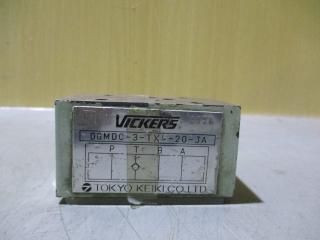 VICKERS
DGMDC-3-TXL-20-JA
P T B A
TOKYO KEIKI CO., LTD.